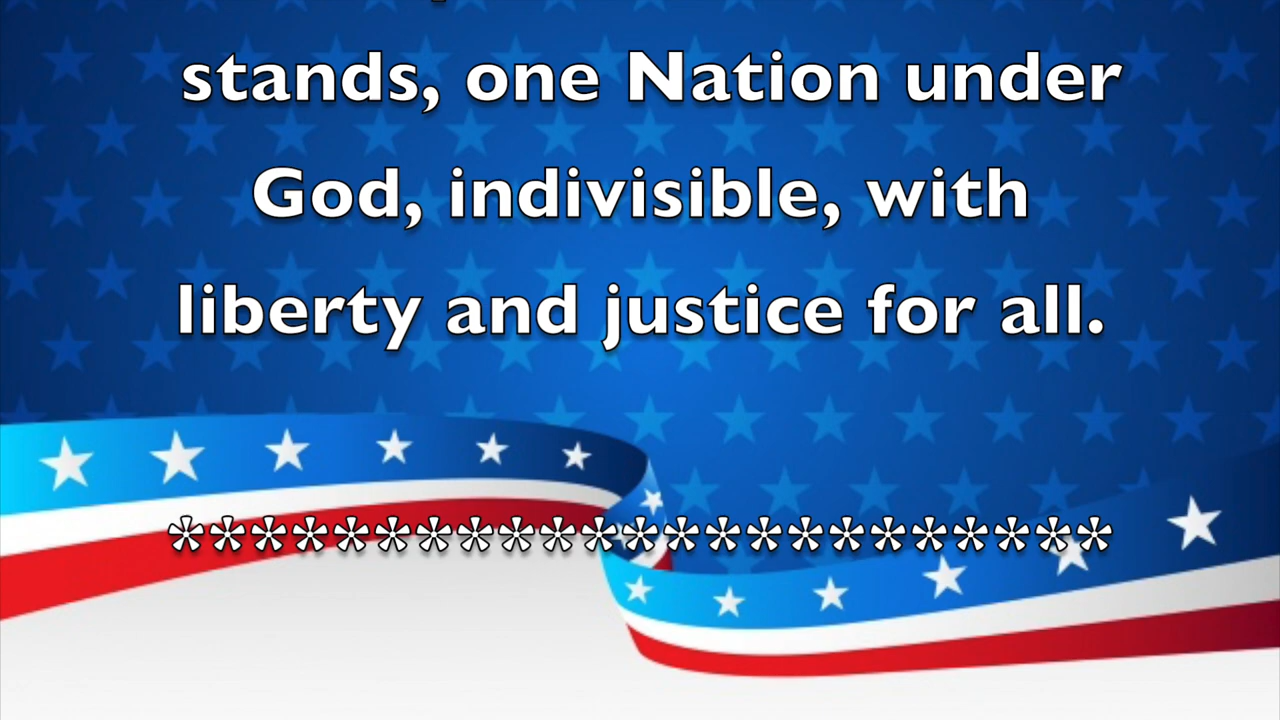 stands, one Nation under
God, indivisible, with
liberty and justice for all.
***********************